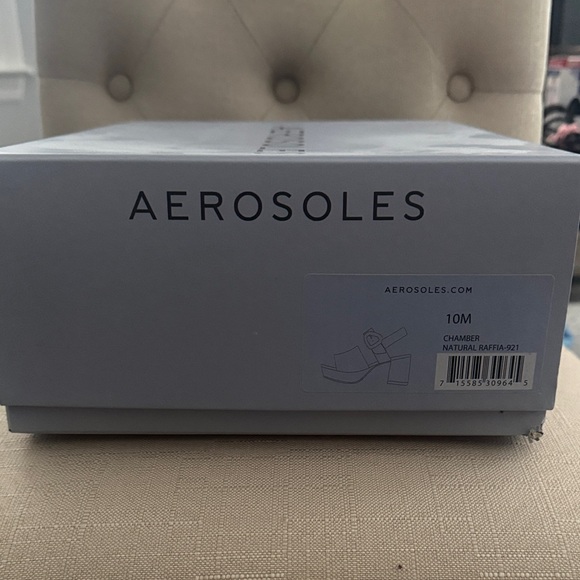 AEROSOLES
AEROSOLES.COM
10M
CHAMBER
NATURAL RAFFIA-921
7 15585 30964 5